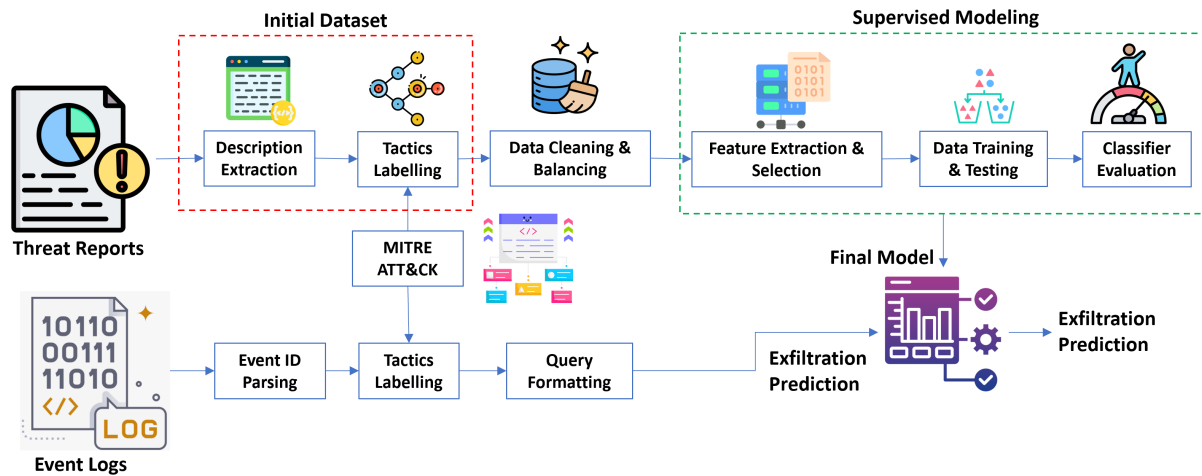 Initial Dataset
Supervised Modeling
0101
0101
0101
Description
Extraction
Tactics
Labelling
Data Cleaning &
Balancing
Feature Extraction &
Selection
Data Training
& Testing
Classifier
Evaluation
Threat Reports
MITRE
ATT&CK
</>
Final Model
10110
00111
11010
</>
LOG
Event ID
Parsing
Tactics
Labelling
Query
Formatting
Exfiltration
Prediction
Exfiltration
Prediction
Event Logs